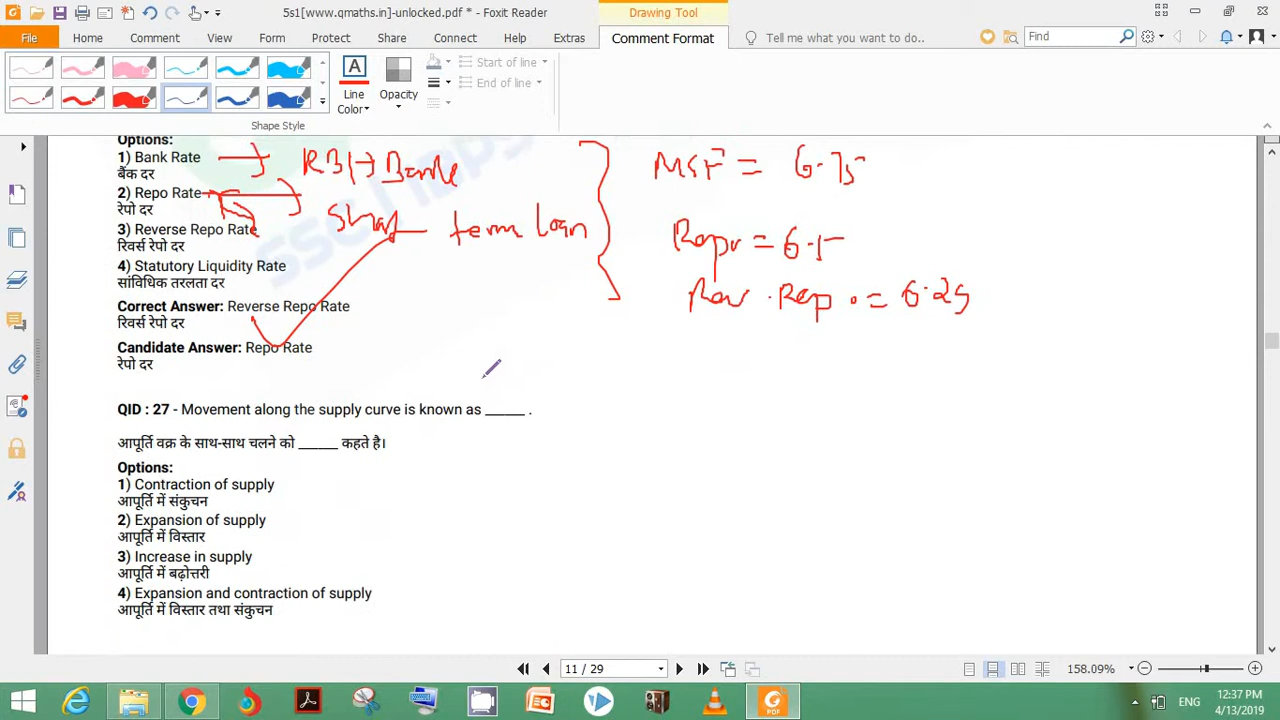 5s1[www.qmaths.in]-unlocked.pdf * - Foxit Reader
Drawing Tool
File Home Comment View Form Protect Share Connect Help Extras Comment Format Tell me what you want to do.. Find
Start of line
End of line
Line Color Opacity
Shape Style
Options:
1) Bank Rate
बैंक दर
2) Repo Rate
रेपो दर
3) Reverse Repo Rate
रिवर्स रेपो दर
4) Statutory Liquidity Rate
सांविधिक तरलता दर
Correct Answer: Reverse Repo Rate
रिवर्स रेपो दर
Candidate Answer: Repo Rate
रेपो दर
RBI → Bank
Short term loan
MSF = 6.75
Repo = 6.5
Rev. Rep. = 6.25
QID : 27 - Movement along the supply curve is known as _____ .
आपूर्ति वक्र के साथ-साथ चलने को ______ कहते है।
Options:
1) Contraction of supply
आपूर्ति में संकुचन
2) Expansion of supply
आपूर्ति में विस्तार
3) Increase in supply
आपूर्ति में बढ़ोत्तरी
4) Expansion and contraction of supply
आपूर्ति में विस्तार तथा संकुचन
11 / 29
158.09%
ENG
12:37 PM
4/13/2019